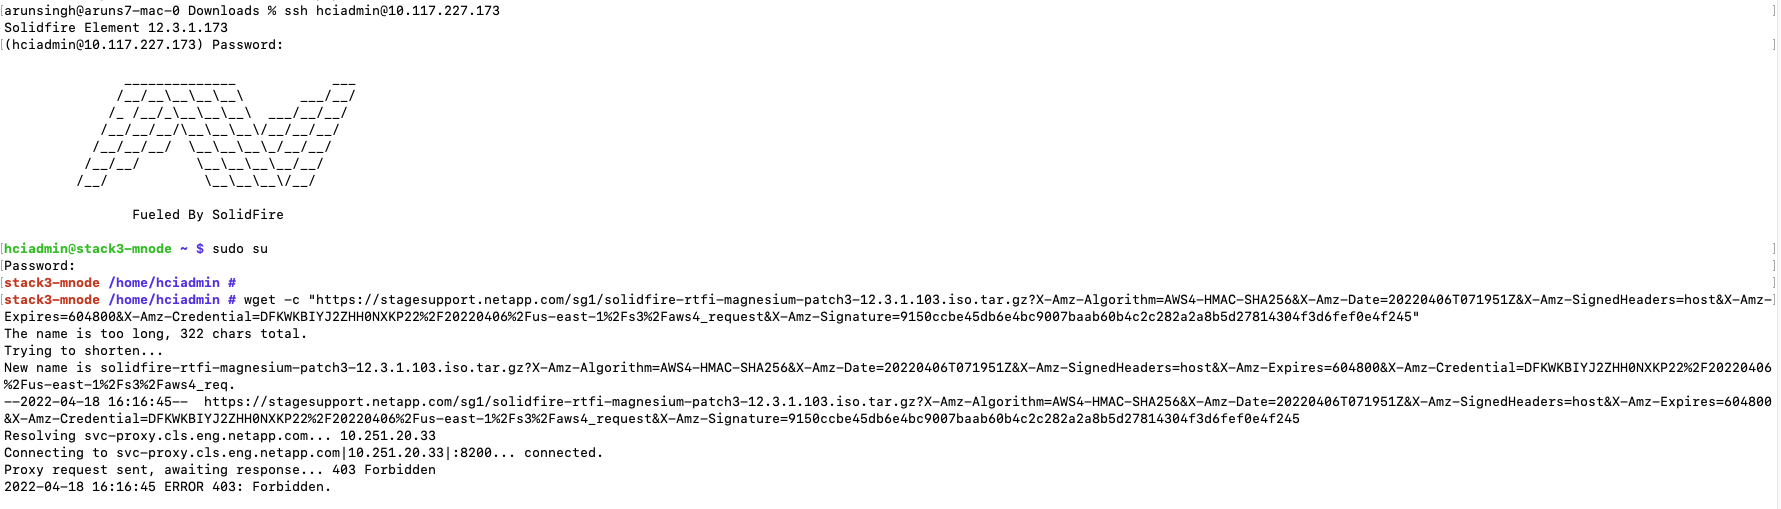 arunsingh@aruns7-mac-0 Downloads % ssh hciadmin@10.117.227.173
Solidfire Element 12.3.1.173
(hciadmin@10.117.227.173) Password:
Fueled By SolidFire
hciadmin@stack3-mnode ~ $ sudo su
Password:
stack3-mnode /home/hciadmin #
stack3-mnode /home/hciadmin # wget -c "https://stagesupport.netapp.com/sg1/solidfire-rtfi-magnesium-patch3-12.3.1.103.iso.tar.gz?X-Amz-Algorithm=AWS4-HMAC-SHA256&X-Amz-Date=20220406T071951Z&X-Amz-SignedHeaders=host&X-Amz-
Expires=604800&X-Amz-Credential=DFKWKBIYJ2ZHH0NXKP22%2F20220406%2Fus-east-1%2Fs3%2Faws4_request&X-Amz-Signature=9150ccbe45db6e4bc9007baab60b4c2c282a2a8b5d27814304f3d6fef0e4f245"
The name is too long, 322 chars total.
Trying to shorten...
New name is solidfire-rtfi-magnesium-patch3-12.3.1.103.iso.tar.gz?X-Amz-Algorithm=AWS4-HMAC-SHA256&X-Amz-Date=20220406T071951Z&X-Amz-SignedHeaders=host&X-Amz-Expires=604800&X-Amz-Credential=DFKWKBIYJ2ZHH0NXKP22%2F20220406
%2Fus-east-1%2Fs3%2Faws4_req.
--2022-04-18 16:16:45--  https://stagesupport.netapp.com/sg1/solidfire-rtfi-magnesium-patch3-12.3.1.103.iso.tar.gz?X-Amz-Algorithm=AWS4-HMAC-SHA256&X-Amz-Date=20220406T071951Z&X-Amz-SignedHeaders=host&X-Amz-Expires=604800
&X-Amz-Credential=DFKWKBIYJ2ZHH0NXKP22%2F20220406%2Fus-east-1%2Fs3%2Faws4_request&X-Amz-Signature=9150ccbe45db6e4bc9007baab60b4c2c282a2a8b5d27814304f3d6fef0e4f245
Resolving svc-proxy.cls.eng.netapp.com... 10.251.20.33
Connecting to svc-proxy.cls.eng.netapp.com|10.251.20.33|:8200... connected.
Proxy request sent, awaiting response... 403 Forbidden
2022-04-18 16:16:45 ERROR 403: Forbidden.